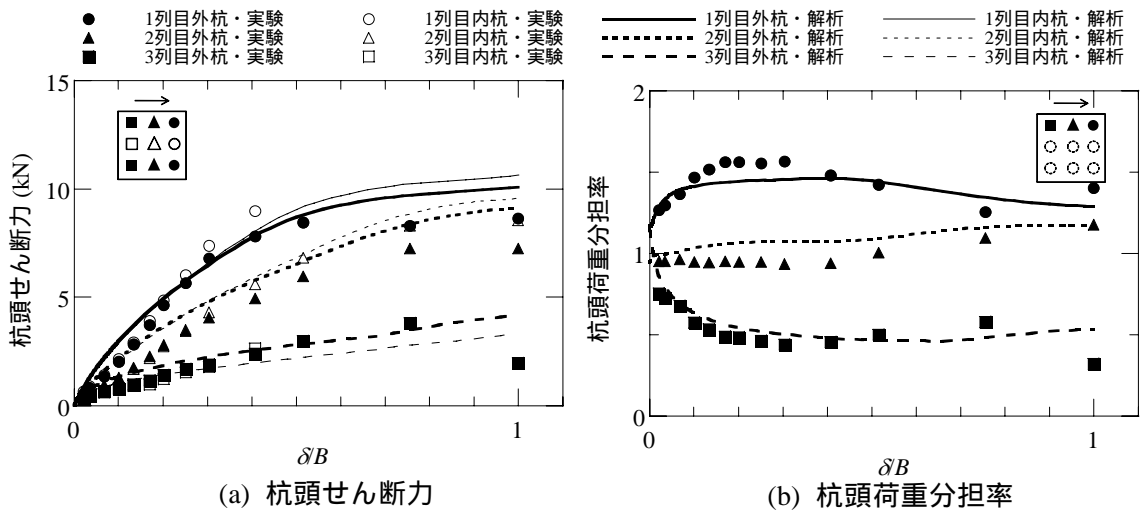 1列目外杭・実験 1列目内杭・実験
2列目外杭・実験 2列目内杭・実験
3列目外杭・実験 3列目内杭・実験
1列目外杭・解析 1列目内杭・解析
2列目外杭・解析 2列目内杭・解析
3列目外杭・解析 3列目内杭・解析
杭頭せん断力 (kN)
15
10
5
0
0 1
δ/B
(a) 杭頭せん断力
杭頭荷重分担率
2
1
0
0 1
δ/B
(b) 杭頭荷重分担率